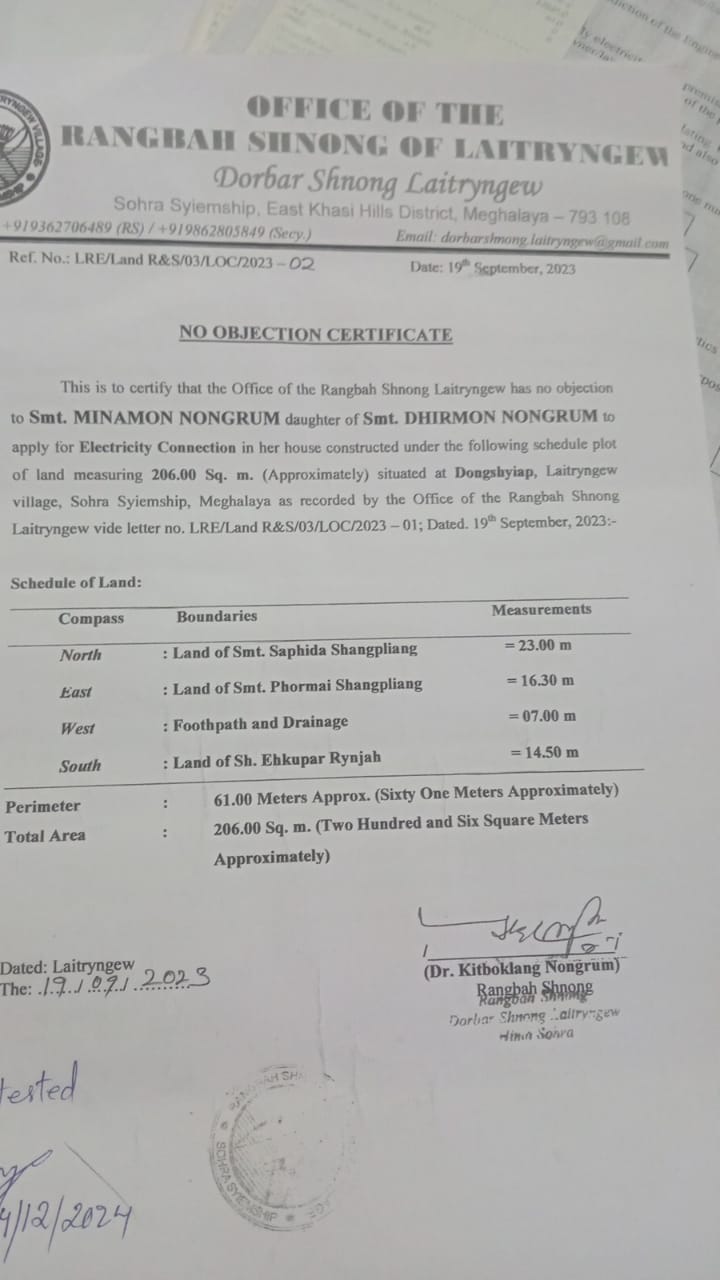 OFFICE OF THE
RANGBAH SHNONG OF LAITRYNGEW
Dorbar Shnong Laitryngew
Sohra Syiemship, East Khasi Hills District, Meghalaya – 793 108
+919362706489 (RS) / +919862805849 (Secy.) Email: dorbarshnong.laitryngew@gmail.com
Ref. No.: LRE/Land R&S/03/LOC/2023 – 02 Date: 19th September, 2023
NO OBJECTION CERTIFICATE
This is to certify that the Office of the Rangbah Shnong Laitryngew has no objection
to Smt. MINAMON NONGRUM daughter of Smt. DHIRMON NONGRUM to
apply for Electricity Connection in her house constructed under the following schedule plot
of land measuring 206.00 Sq. m. (Approximately) situated at Dongshyiap, Laitryngew
village, Sohra Syiemship, Meghalaya as recorded by the Office of the Rangbah Shnong
Laitryngew vide letter no. LRE/Land R&S/03/LOC/2023 – 01; Dated. 19th September, 2023:-
Schedule of Land:
Compass Boundaries Measurements
North : Land of Smt. Saphida Shangpliang = 23.00 m
East : Land of Smt. Phormai Shangpliang = 16.30 m
West : Foothpath and Drainage = 07.00 m
South : Land of Sh. Ehkupar Rynjah = 14.50 m
Perimeter : 61.00 Meters Approx. (Sixty One Meters Approximately)
Total Area : 206.00 Sq. m. (Two Hundred and Six Square Meters
Approximately)
Dated: Laitryngew
The: 19/09/2023
(Dr. Kitboklang Nongrum)
Rangbah Shnong
Rangbah Shnong
Dorbar Shnong Laitryngew
Hima Sohra
tested
/12/2024
SOHRA SYIEMSHIP